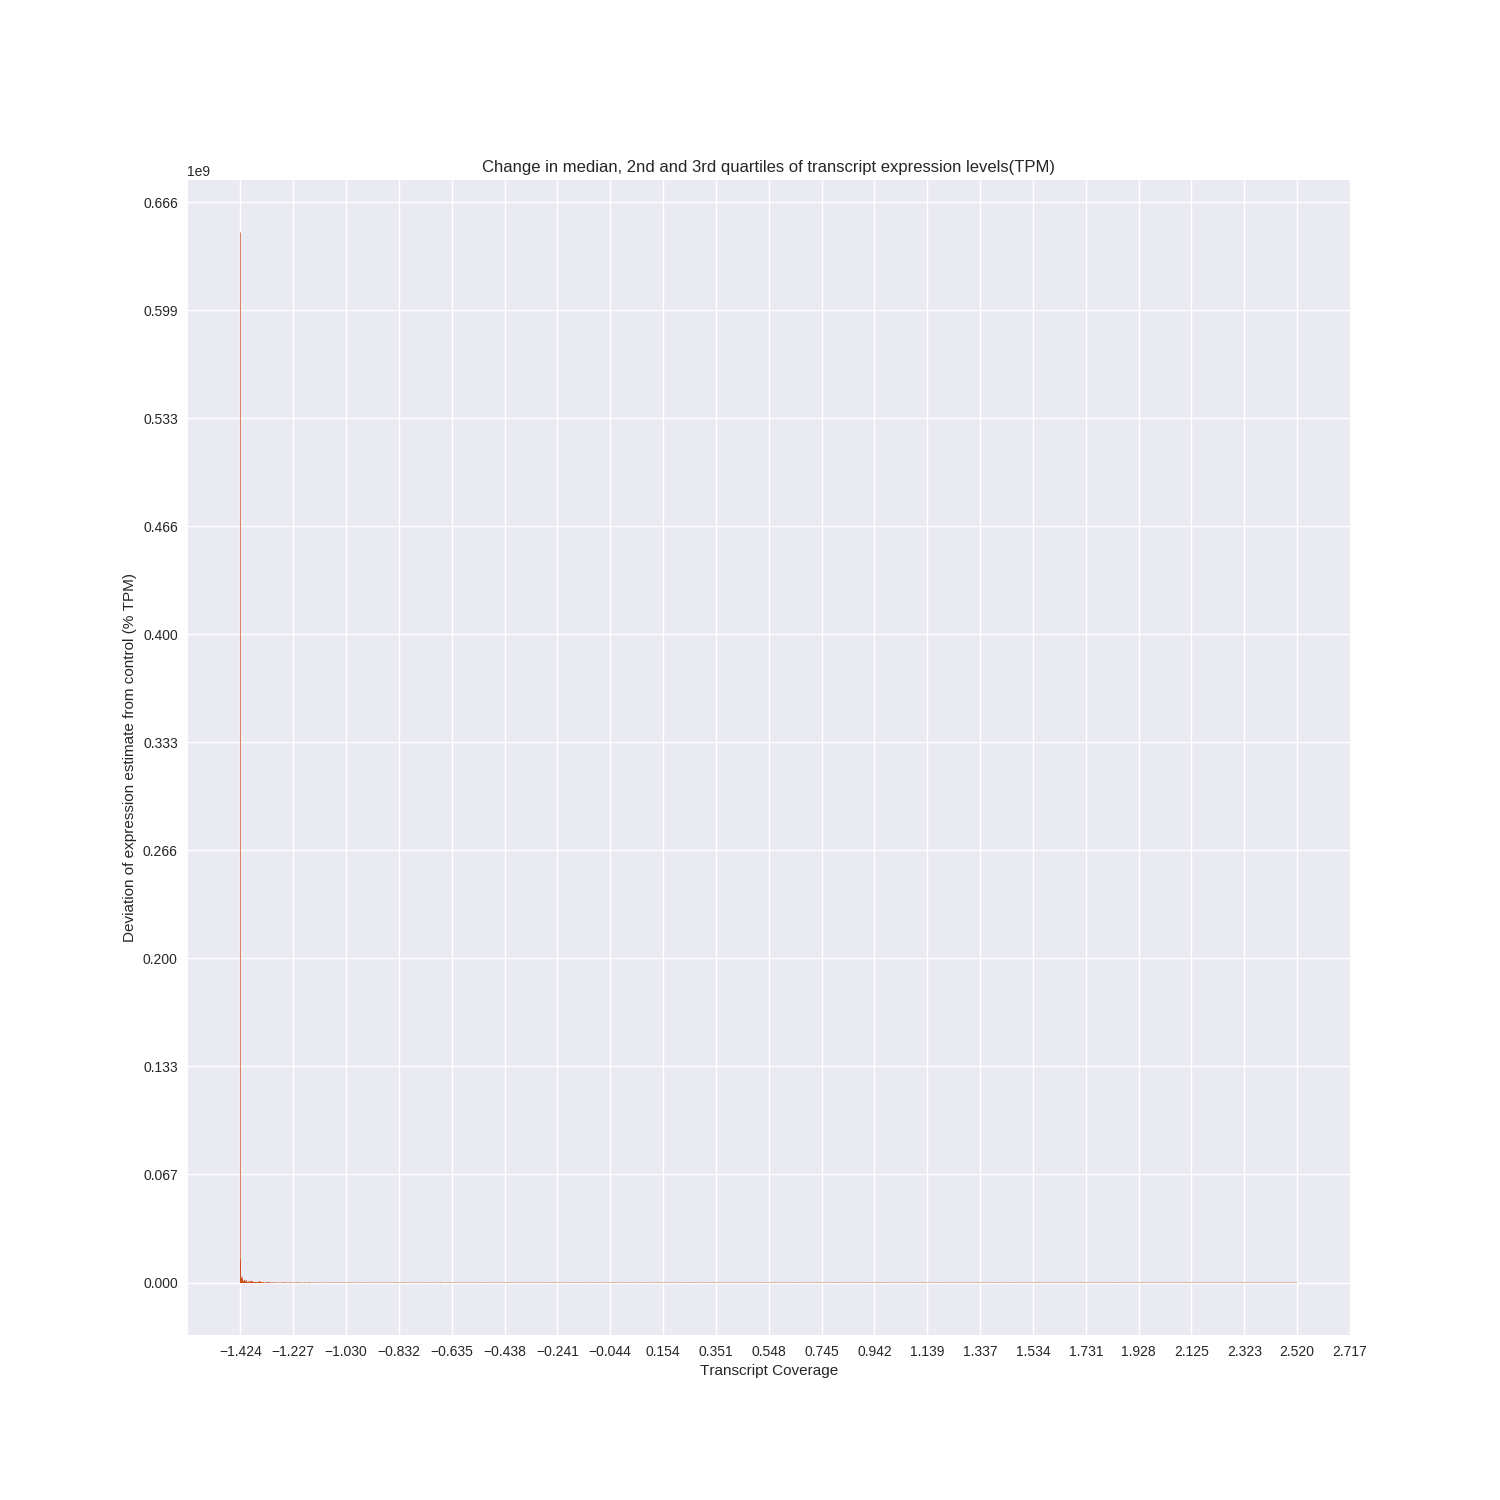 Change in median, 2nd and 3rd quartiles of transcript expression levels(TPM)
1e9
0.666
0.599
0.533
0.466
0.400
0.333
0.266
0.200
0.133
0.067
0.000
Deviation of expression estimate from control (% TPM)
−1.424 −1.227 −1.030 −0.832 −0.635 −0.438 −0.241 −0.044 0.154 0.351 0.548 0.745 0.942 1.139 1.337 1.534 1.731 1.928 2.125 2.323 2.520 2.717
Transcript Coverage